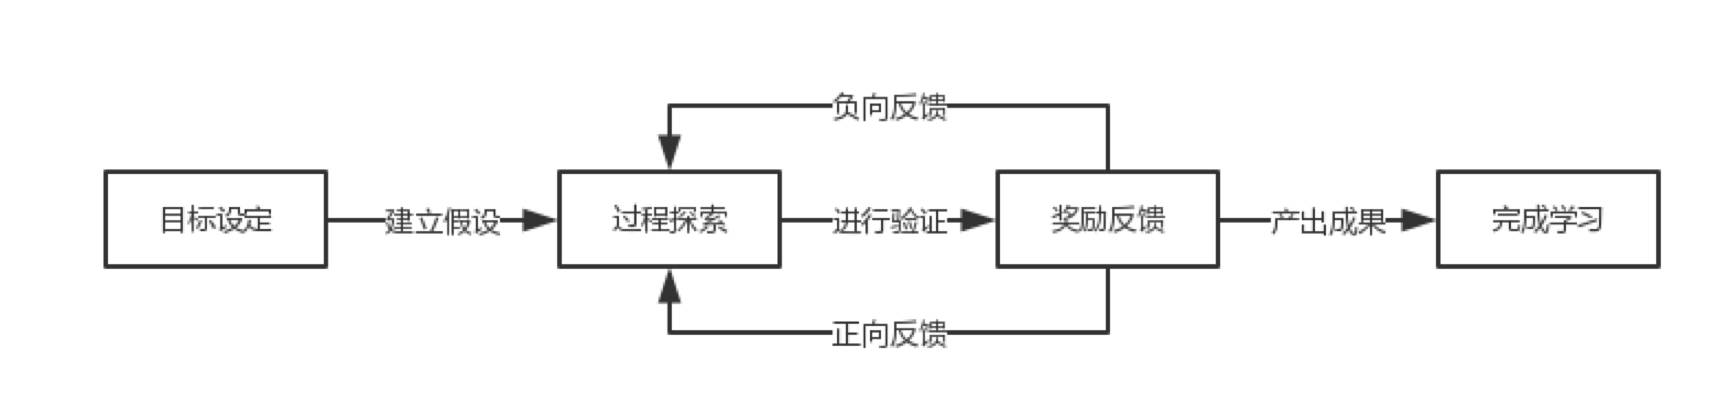 负向反馈
目标设定
建立假设
过程探索
进行验证
奖励反馈
产出成果
完成学习
正向反馈